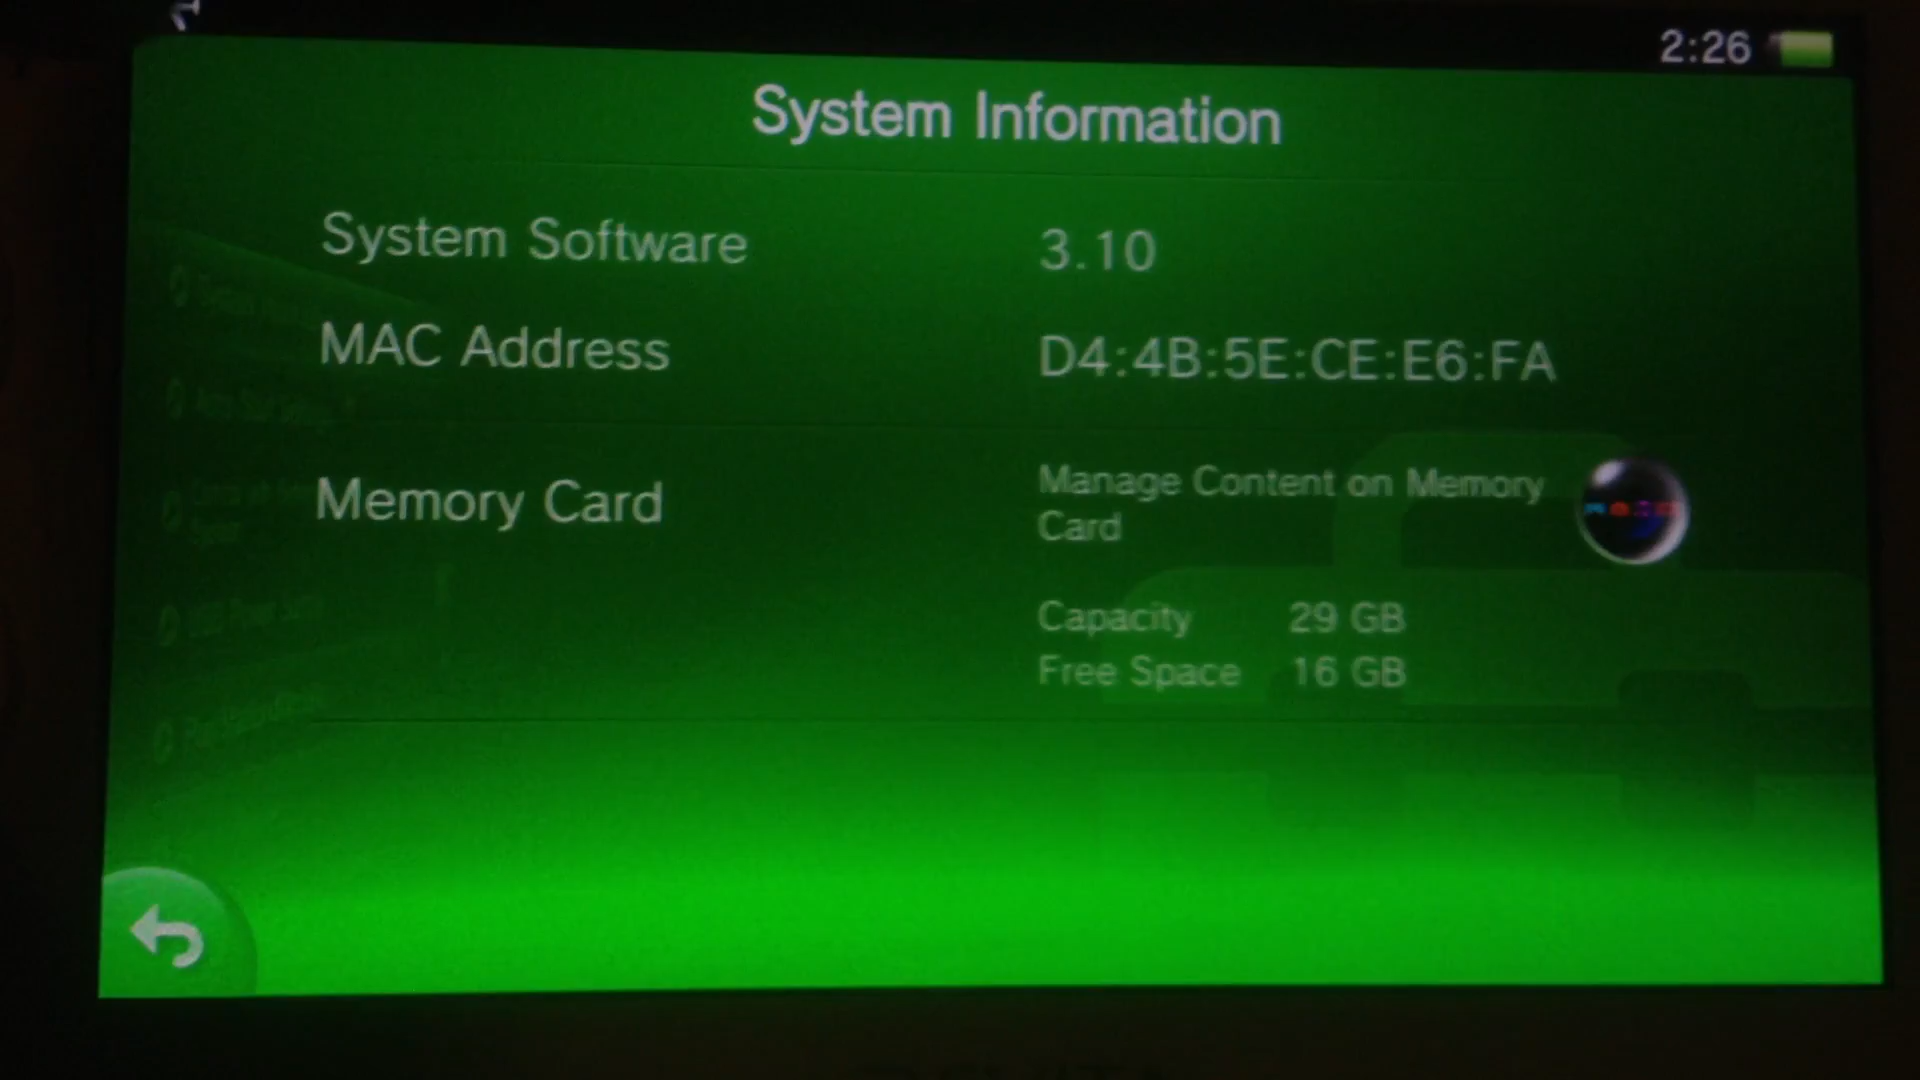 2:26
System Information
System Software 3.10
MAC Address D4:4B:5E:CE:E6:FA
Memory Card Manage Content on Memory
Card
Capacity 29 GB
Free Space 16 GB